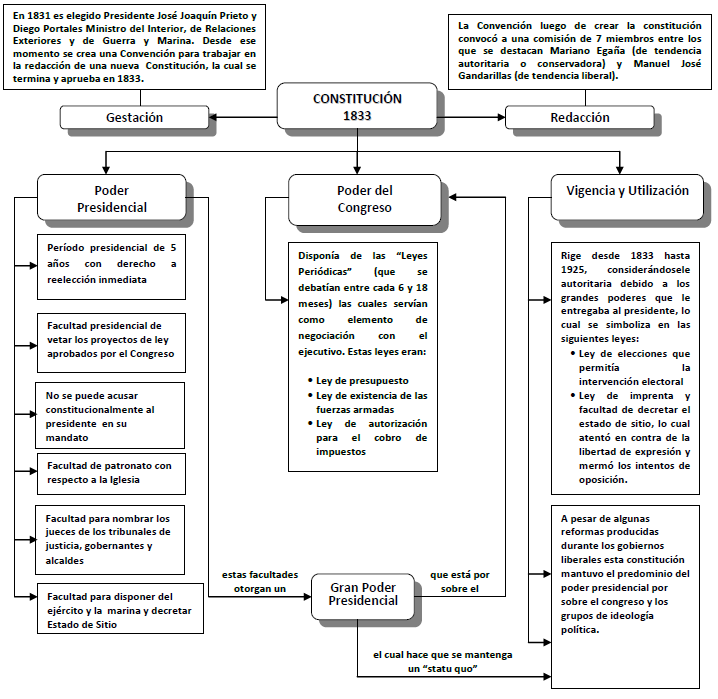 En 1831 es elegido Presidente José Joaquín Prieto y
Diego Portales Ministro del Interior, de Relaciones
Exteriores y de Guerra y Marina. Desde ese
momento se crea una Convención para trabajar en
la redacción de una nueva Constitución, la cual se
termina y aprueba en 1833.
La Convención luego de crear la constitución
convocó a una comisión de 7 miembros entre los
que se destacan Mariano Egaña (de tendencia
autoritaria o conservadora) y Manuel José
Gandarillas (de tendencia liberal).
CONSTITUCIÓN
1833
Gestación
Redacción
Poder
Presidencial
Poder del
Congreso
Vigencia y Utilización
Período presidencial de 5
años con derecho a
reelección inmediata
Facultad presidencial de
vetar los proyectos de ley
aprobados por el Congreso
No se puede acusar
constitucionalmente al
presidente en su
mandato
Facultad de patronato con
respecto a la Iglesia
Facultad para nombrar los
jueces de los tribunales de
justicia, gobernantes y
alcaldes
Facultad para disponer del
ejército y la marina y decretar
Estado de Sitio
Disponía de las “Leyes
Periódicas” (que se
debatían entre cada 6 y 18
meses) las cuales servían
como elemento de
negociación con el
ejecutivo. Estas leyes eran:
• Ley de presupuesto
• Ley de existencia de las
fuerzas armadas
• Ley de autorización
para el cobro de
impuestos
Rige desde 1833 hasta
1925, considerándosele
autoritaria debido a los
grandes poderes que le
entregaba al presidente, lo
cual se simboliza en las
siguientes leyes:
• Ley de elecciones que
permitía la
intervención electoral
• Ley de imprenta y
facultad de decretar el
estado de sitio, lo cual
atentó en contra de la
libertad de expresión y
mermó los intentos de
oposición.
A pesar de algunas
reformas producidas
durante los gobiernos
liberales esta constitución
mantuvo el predominio del
poder presidencial por
sobre el congreso y los
grupos de ideología
política.
estas facultades
otorgan un
Gran Poder
Presidencial
que está por
sobre el
el cual hace que se mantenga
un “statu quo”